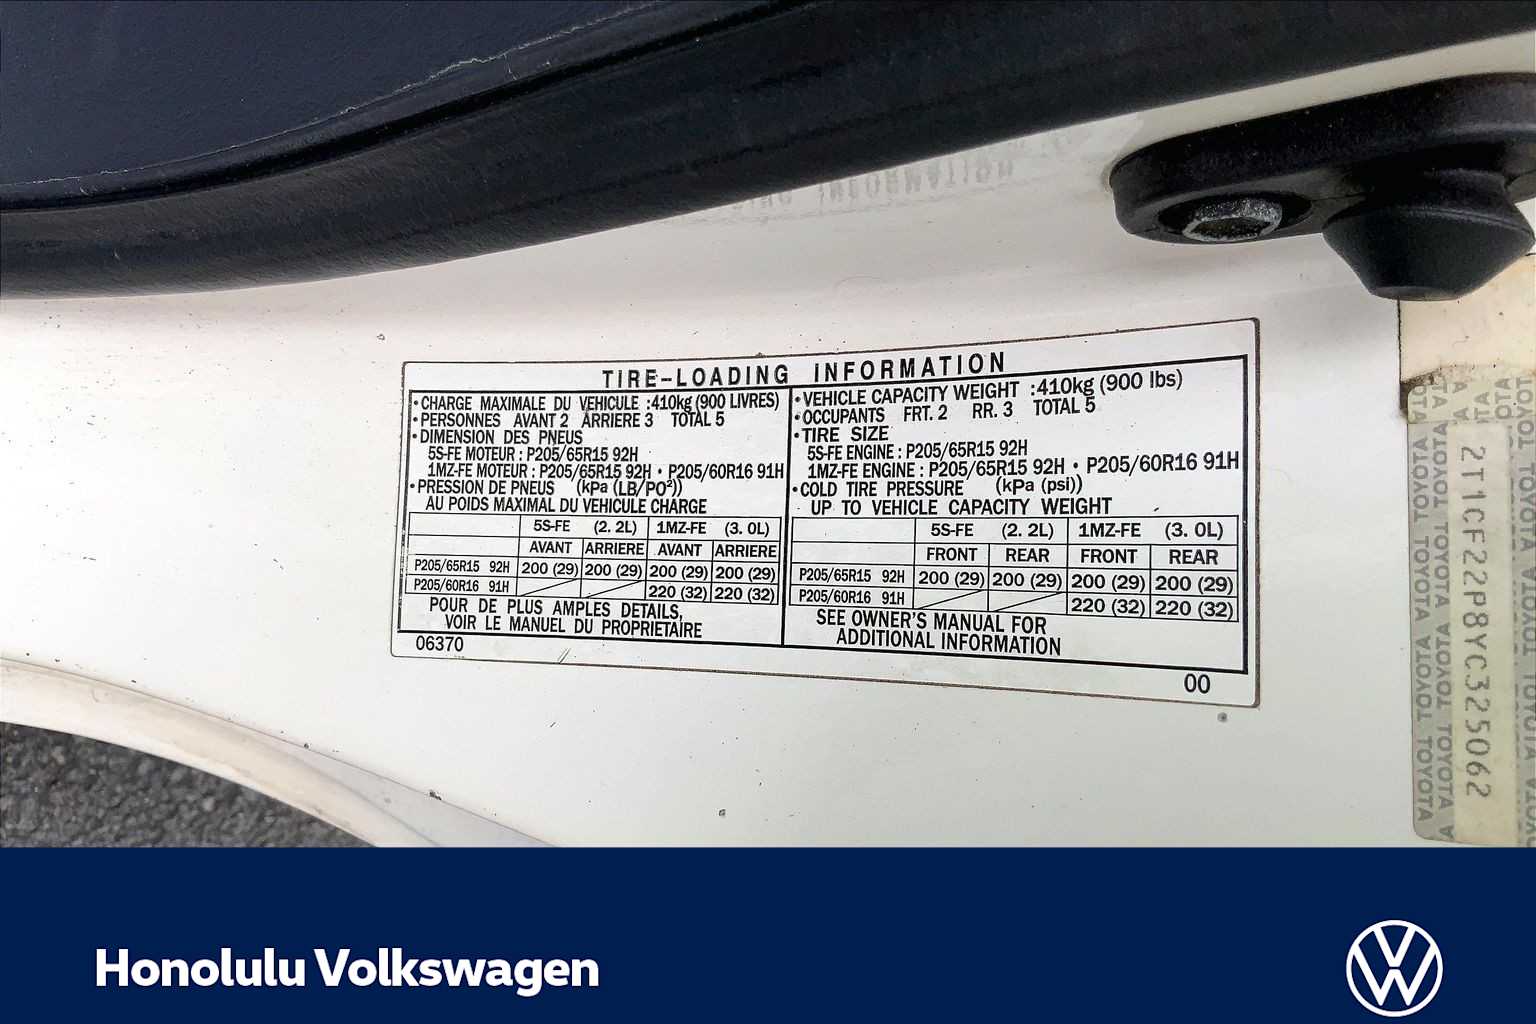 TIRE-LOADING INFORMATION
•CHARGE MAXIMALE DU VEHICULE :410kg (900 LIVRES)
•PERSONNES AVANT 2 ARRIERE 3 TOTAL 5
•DIMENSION DES PNEUS
5S-FE MOTEUR : P205/65R15 92H
1MZ-FE MOTEUR : P205/65R15 92H • P205/60R16 91H
•PRESSION DE PNEUS (kPa (LB/PO²))
AU POIDS MAXIMAL DU VEHICULE CHARGE
5S-FE (2. 2L) 1MZ-FE (3. 0L)
AVANT ARRIERE AVANT ARRIERE
P205/65R15 92H 200 (29) 200 (29) 200 (29) 200 (29)
P205/60R16 91H 220 (32) 220 (32)
POUR DE PLUS AMPLES DETAILS,
VOIR LE MANUEL DU PROPRIETAIRE
06370
•VEHICLE CAPACITY WEIGHT :410kg (900 lbs)
•OCCUPANTS FRT. 2 RR. 3 TOTAL 5
•TIRE SIZE
5S-FE ENGINE : P205/65R15 92H
1MZ-FE ENGINE : P205/65R15 92H • P205/60R16 91H
•COLD TIRE PRESSURE (kPa (psi))
UP TO VEHICLE CAPACITY WEIGHT
5S-FE (2. 2L) 1MZ-FE (3. 0L)
FRONT REAR FRONT REAR
P205/65R15 92H 200 (29) 200 (29) 200 (29) 200 (29)
P205/60R16 91H 220 (32) 220 (32)
SEE OWNER'S MANUAL FOR
ADDITIONAL INFORMATION
00
2T1CF22P8YC325062
TOYOTA TOYOTA TOYOTA
Honolulu Volkswagen